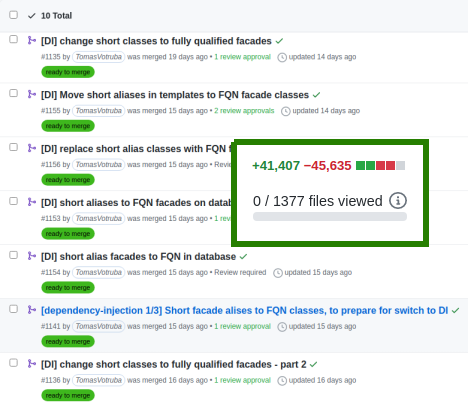 10 Total
[DI] change short classes to fully qualified facades
#1135 by TomasVotruba was merged 19 days ago • 1 review approval updated 14 days ago
ready to merge
[DI] Move short aliases in templates to FQN facade classes
#1155 by TomasVotruba was merged 15 days ago • 2 review approvals updated 14 days ago
ready to merge
[DI] replace short alias classes with FQN
#1156 by TomasVotruba was merged 15 days ago •
ready to merge
+41,407 −45,635
0 / 1377 files viewed
[DI] short aliases to FQN facades on
#1153 by TomasVotruba was merged 15 days ago • 1
ready to merge
[DI] short alias facades to FQN in database
#1154 by TomasVotruba was merged 15 days ago • Review required updated 15 days ago
ready to merge
[dependency-injection 1/3] Short facade alises to FQN classes, to prepare for switch to DI
#1141 by TomasVotruba was merged 15 days ago • 1 review approval updated 15 days ago
ready to merge
[DI] change short classes to fully qualified facades - part 2
#1136 by TomasVotruba was merged 16 days ago • 1 review approval updated 16 days ago
ready to merge